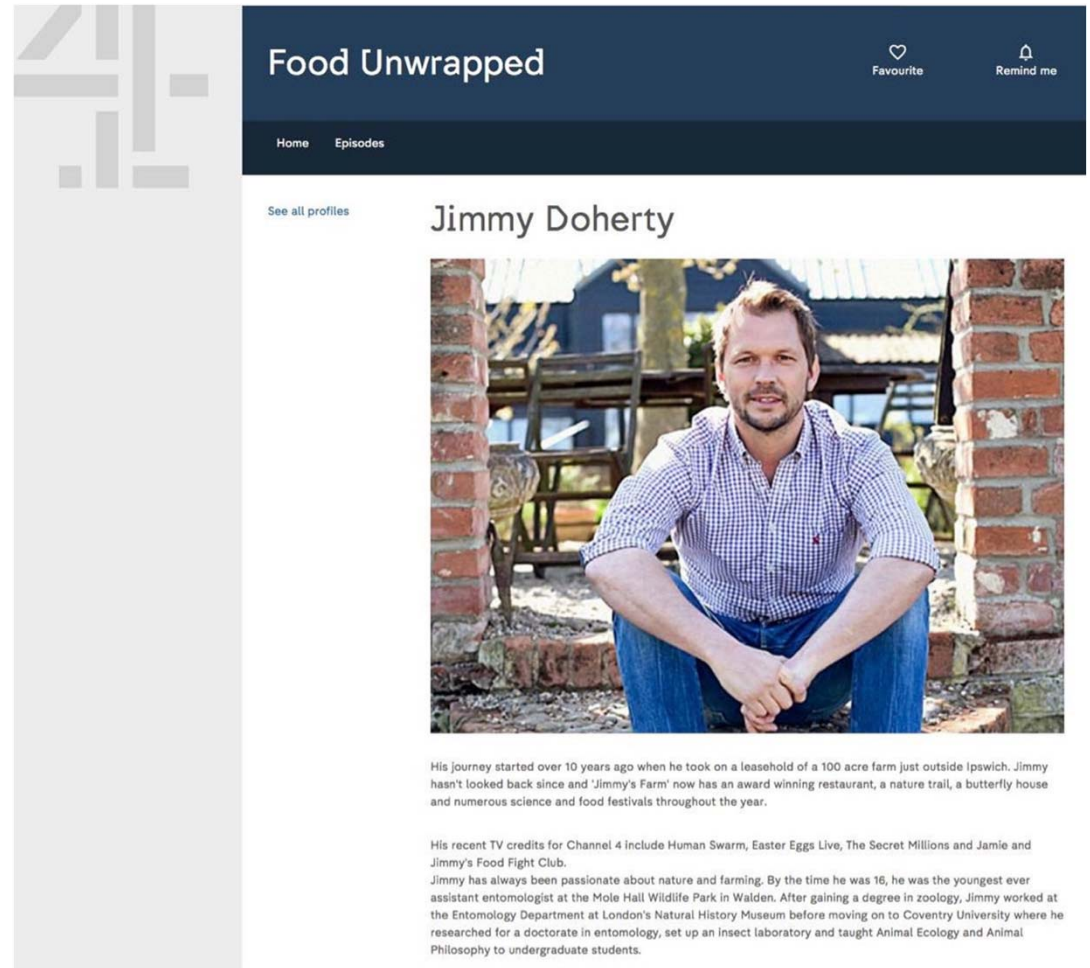 Food Unwrapped
Favourite
Remind me
Home Episodes
See all profiles
Jimmy Doherty
His journey started over 10 years ago when he took on a leasehold of a 100 acre farm just outside Ipswich. Jimmy
hasn't looked back since and 'Jimmy's Farm' now has an award winning restaurant, a nature trail, a butterfly house
and numerous science and food festivals throughout the year.
His recent TV credits for Channel 4 include Human Swarm, Easter Eggs Live, The Secret Millions and Jamie and
Jimmy's Food Fight Club.
Jimmy has always been passionate about nature and farming. By the time he was 16, he was the youngest ever
assistant entomologist at the Mole Hall Wildlife Park in Walden. After gaining a degree in zoology, Jimmy worked at
the Entomology Department at London's Natural History Museum before moving on to Coventry University where he
researched for a doctorate in entomology, set up an insect laboratory and taught Animal Ecology and Animal
Philosophy to undergraduate students.